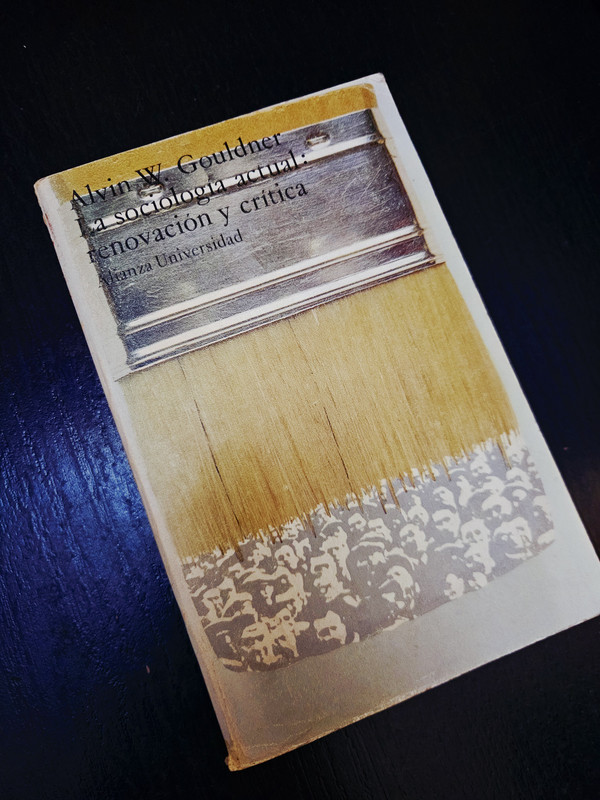 Alvin W. Gouldner
La sociología actual:
renovación y crítica
Alianza Universidad